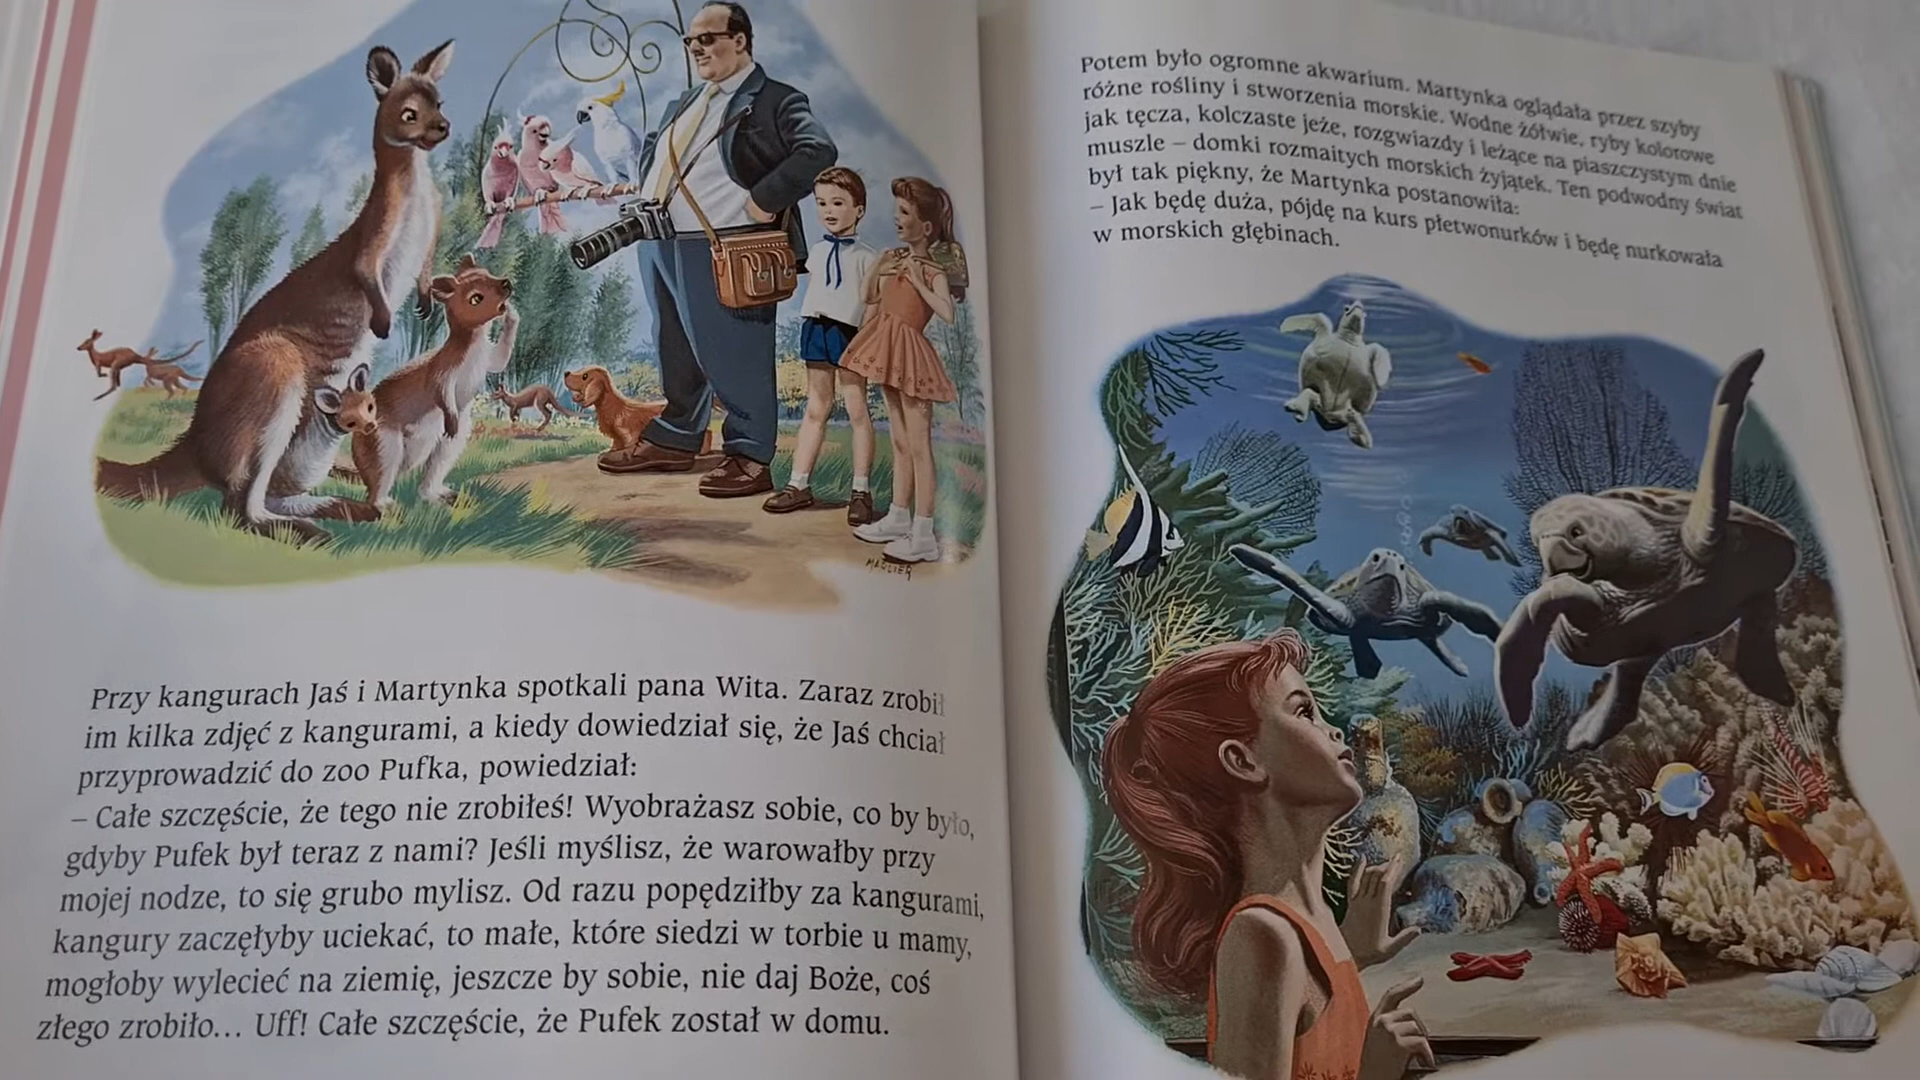 MARLIER
Przy kangurach Jaś i Martynka spotkali pana Wita. Zaraz zrobił
im kilka zdjęć z kangurami, a kiedy dowiedział się, że Jaś chciał
przyprowadzić do zoo Pufka, powiedział:
– Całe szczęście, że tego nie zrobiłeś! Wyobrażasz sobie, co by było,
gdyby Pufek był teraz z nami? Jeśli myślisz, że warowałby przy
mojej nodze, to się grubo mylisz. Od razu popędziłby za kangurami,
kangury zaczęłyby uciekać, to małe, które siedzi w torbie u mamy,
mogłoby wylecieć na ziemię, jeszcze by sobie, nie daj Boże, coś
złego zrobiło... Uff! Całe szczęście, że Pufek został w domu.
Potem było ogromne akwarium. Martynka oglądała przez szyby
różne rośliny i stworzenia morskie. Wodne żółwie, ryby kolorowe
jak tęcza, kolczaste jeże, rozgwiazdy i leżące na piaszczystym dnie
muszle – domki rozmaitych morskich żyjątek. Ten podwodny świat
był tak piękny, że Martynka postanowiła:
– Jak będę duża, pójdę na kurs płetwonurków i będę nurkowała
w morskich głębinach.